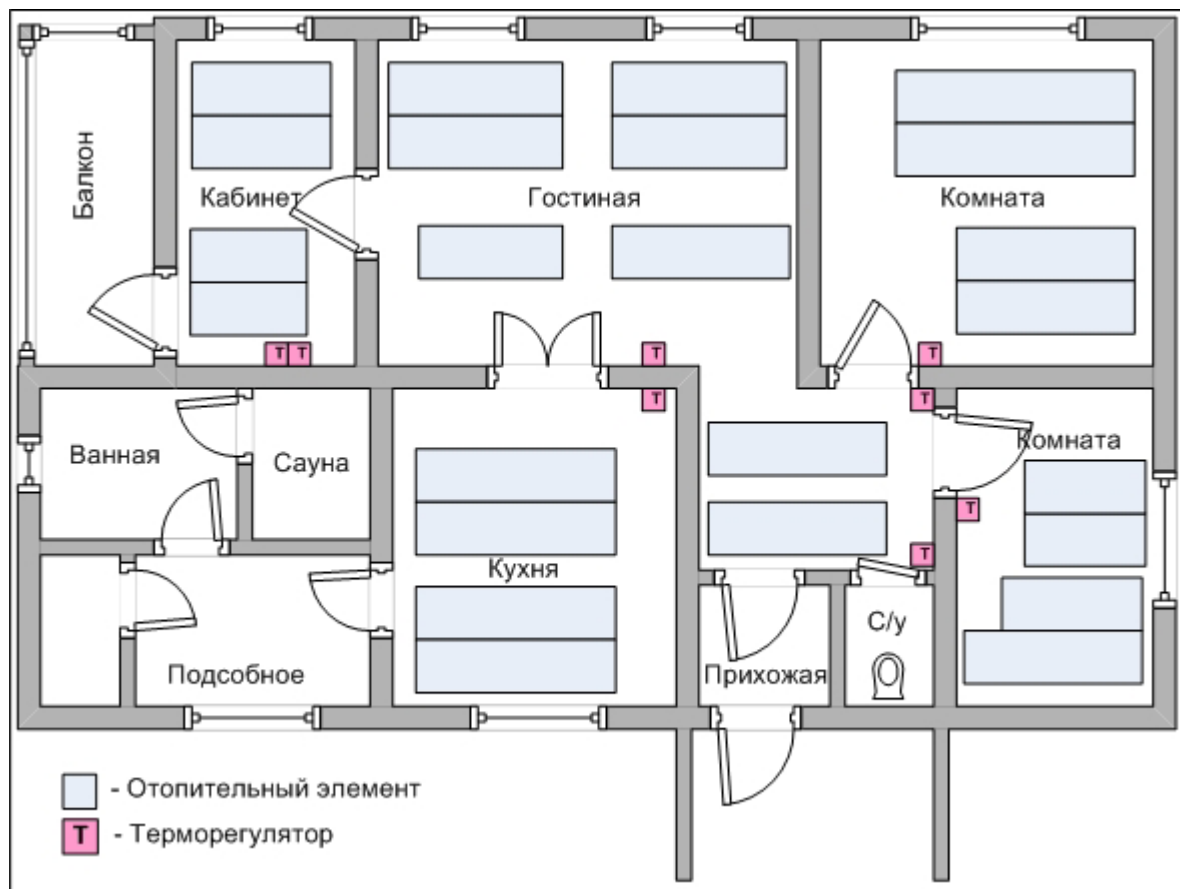 Балкон
Кабинет
Гостиная
Комната
Т Т
Т
Т
Т
Т
Ванная
Сауна
Комната
Т
Кухня
Т
С/у
Подсобное
Прихожая
- Отопительный элемент
Т - Терморегулятор